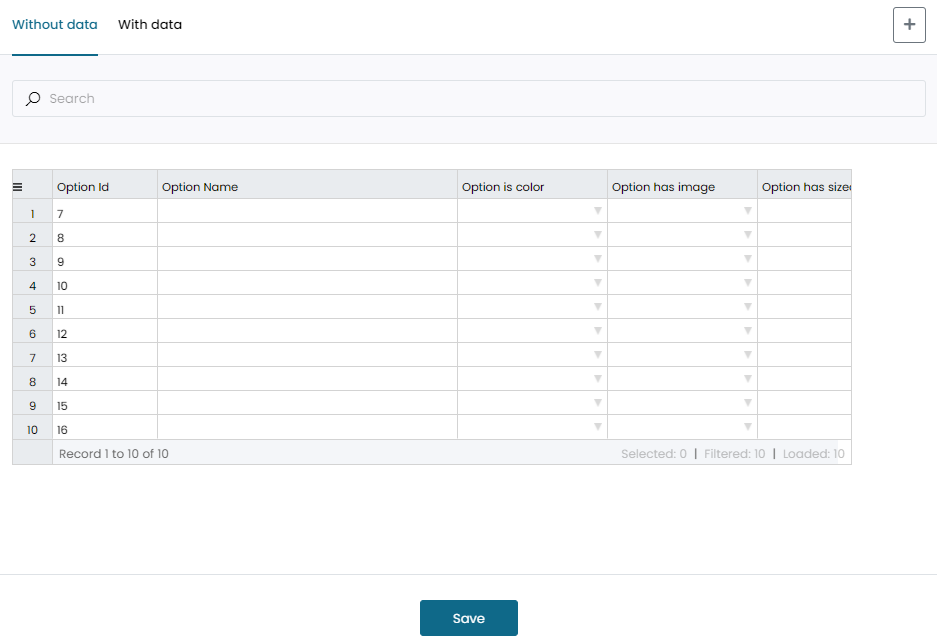 Without data With data
+
Search
Option Id Option Name Option is color Option has image Option has size
1 7
2 8
3 9
4 10
5 11
6 12
7 13
8 14
9 15
10 16
Record 1 to 10 of 10 Selected: 0 | Filtered: 10 | Loaded: 10
Save